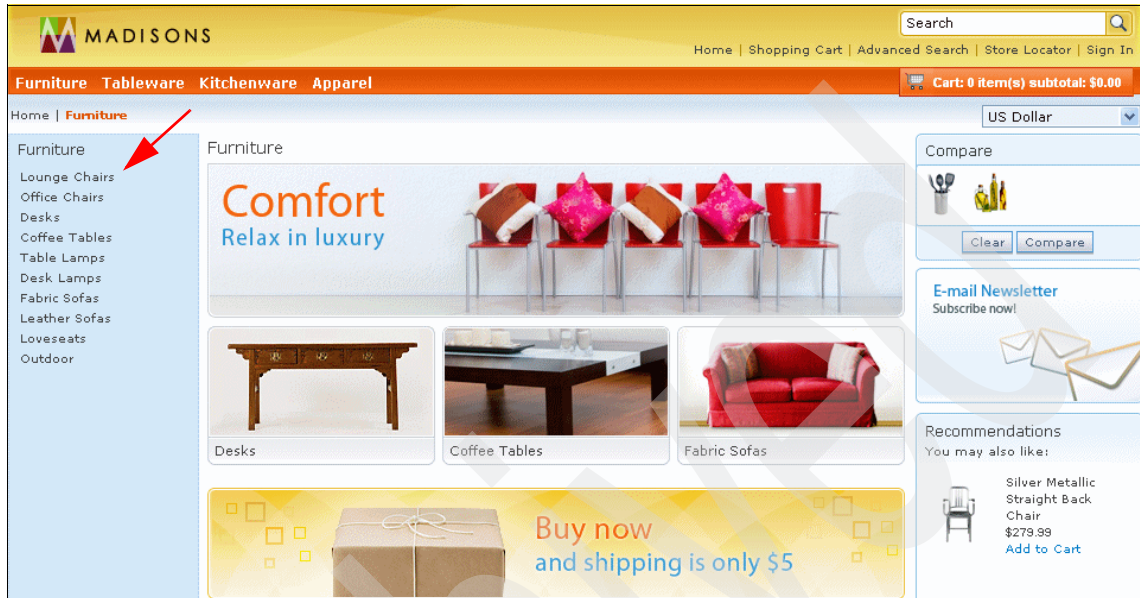 MADISONS
Search
Home | Shopping Cart | Advanced Search | Store Locator | Sign In
Furniture Tableware Kitchenware Apparel
Cart: 0 item(s) subtotal: $0.00
Home | Furniture
US Dollar
Furniture
Lounge Chairs
Office Chairs
Desks
Coffee Tables
Table Lamps
Desk Lamps
Fabric Sofas
Leather Sofas
Loveseats
Outdoor
Furniture
Comfort
Relax in luxury
Desks
Coffee Tables
Fabric Sofas
Buy now
and shipping is only $5
Compare
Clear
Compare
E-mail Newsletter
Subscribe now!
Recommendations
You may also like:
Silver Metallic
Straight Back
Chair
$279.99
Add to Cart